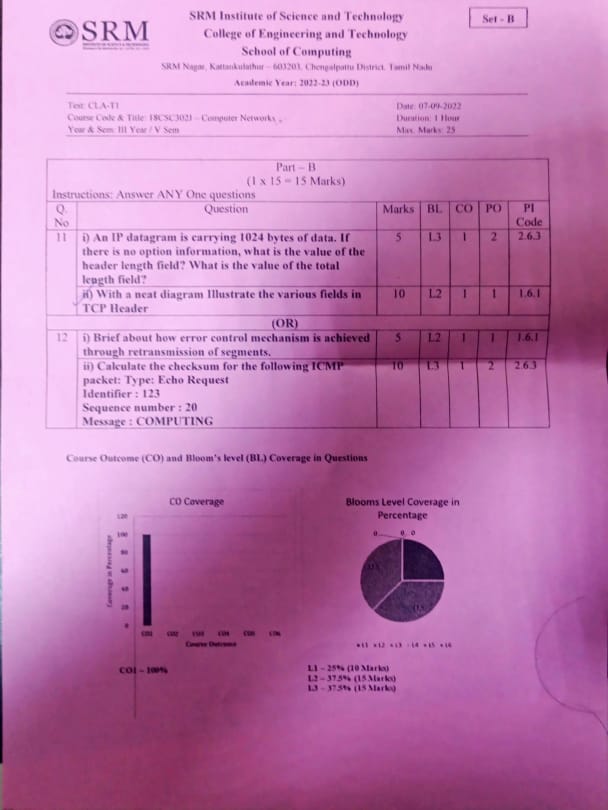 SRM
SRM Institute of Science and Technology
College of Engineering and Technology
School of Computing
SRM Nagar, Kattankulathur – 603203, Chengalpattu District, Tamil Nadu
Academic Year: 2022-23 (ODD)
Set - B
Test: CLA-T1
Date: 07-09-2022
Course Code & Title: 18CSC302J – Computer Networks
Duration: 1 Hour
Year & Sem: III Year / V Sem
Max. Marks: 25
Part – B
(1 x 15 = 15 Marks)
Instructions: Answer ANY One questions
Q. No Question Marks BL CO PO PI Code
11 i) An IP datagram is carrying 1024 bytes of data. If 5 L3 1 2 2.6.3
there is no option information, what is the value of the
header length field? What is the value of the total
length field?
ii) With a neat diagram Illustrate the various fields in 10 L2 1 1 1.6.1
TCP Header
(OR)
12 i) Brief about how error control mechanism is achieved 5 L2 1 1 1.6.1
through retransmission of segments.
ii) Calculate the checksum for the following ICMP 10 L3 1 2 2.6.3
packet: Type: Echo Request
Identifier : 123
Sequence number : 20
Message : COMPUTING
Course Outcome (CO) and Bloom's level (BL) Coverage in Questions
CO Coverage
120
100
80
60
40
20
0
Coverage in Percentage
CO1 CO2 CO3 CO4 CO5 CO6
Course Outcome
CO1 – 100%
Blooms Level Coverage in
Percentage
0 0 0
L1 L2 L3 L4 L5 L6
L1 – 25% (10 Marks)
L2 – 37.5% (15 Marks)
L3 – 37.5% (15 Marks)